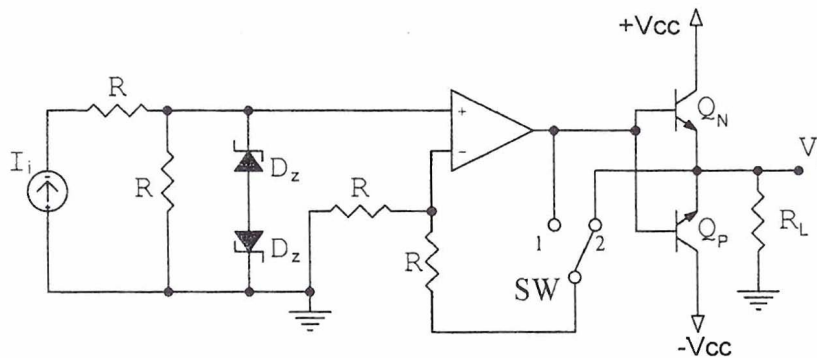 +Vcc
R
+
Q_N
V
I_i
R
D_z
-
R
D_z
1
2
Q_P
R_L
R
SW
-Vcc